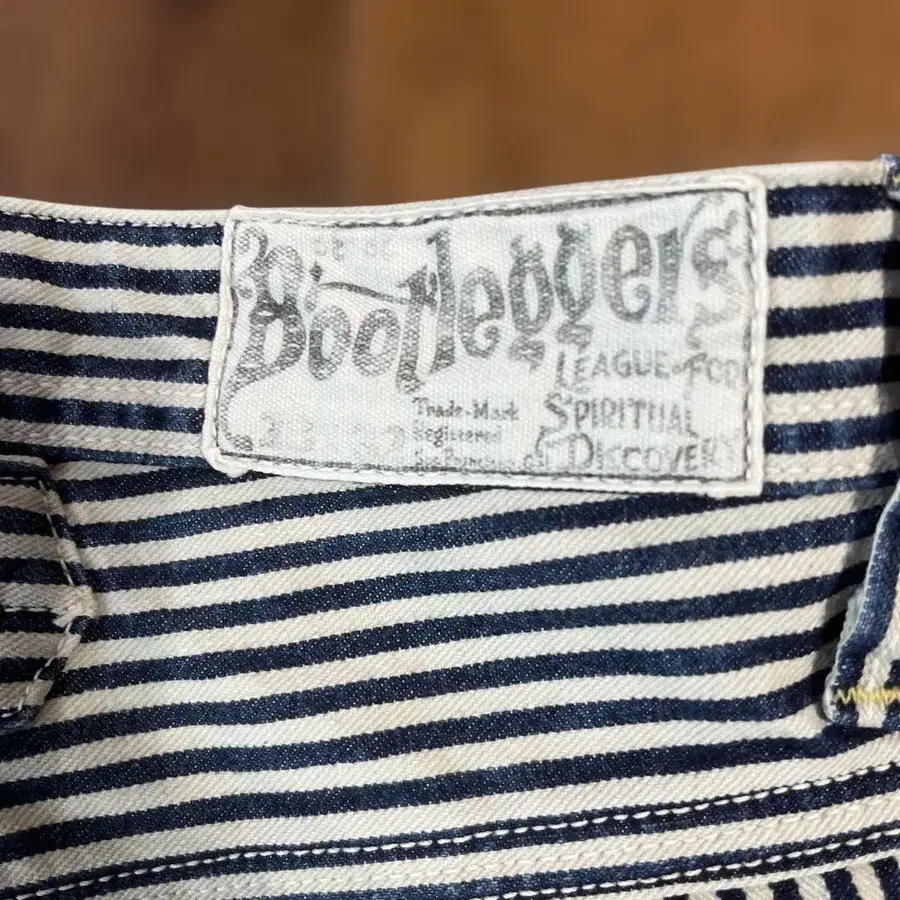 Bootleggers
LEAGUE-FOR
Trade-Mark
SPIRITUAL
Registered
DISCOVERY